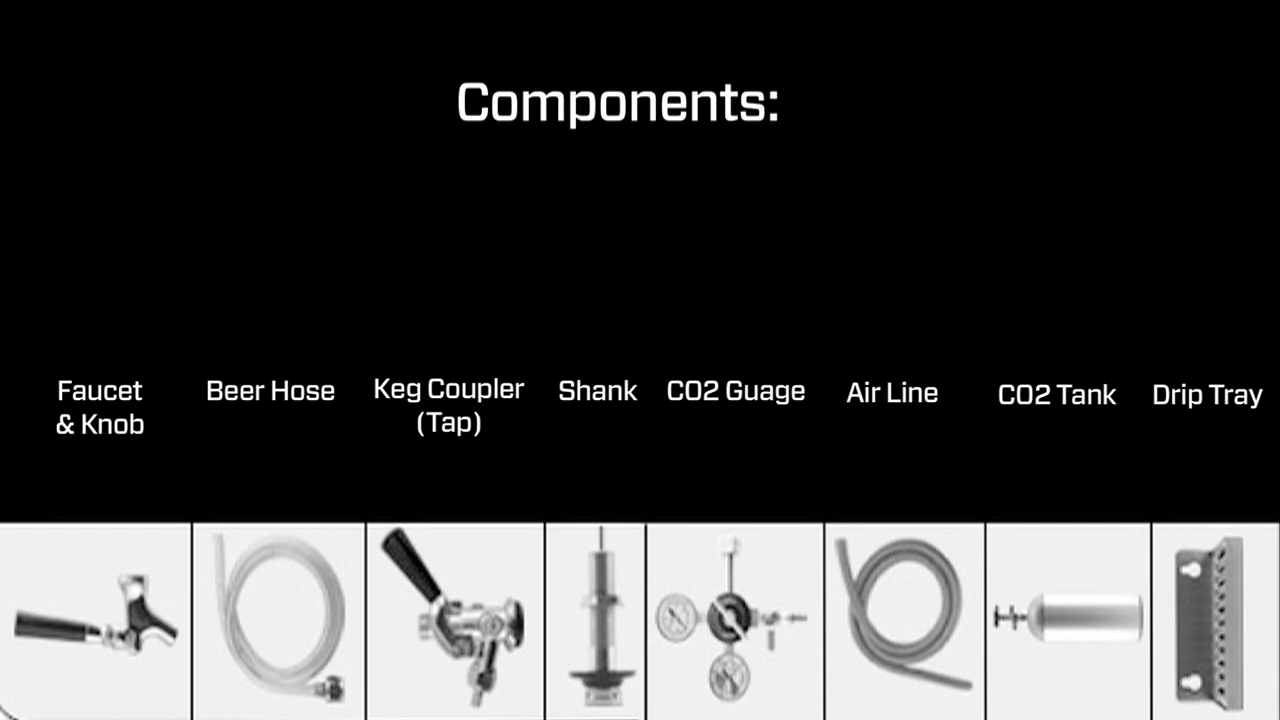 Components:
Faucet
& Knob
Beer Hose
Keg Coupler
(Tap)
Shank
CO2 Guage
Air Line
CO2 Tank
Drip Tray